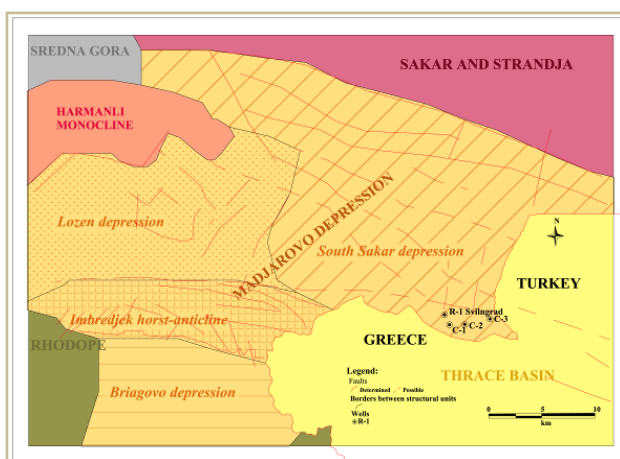 SREDNA GORA
SAKAR AND STRANDJA
HARMANLI
MONOCLINE
Lozen depression
MADJAROVO DEPRESSION
South Sakar depression
N
TURKEY
Imbredjek horst-anticline
R-1 Svilngrad
C-3
C-1
C-2
GREECE
RHODOPE
THRACE BASIN
Legend:
Faults
Determined
Possible
Borders between structural units
Wells
R-1
Briagovo depression
0 5 10
km